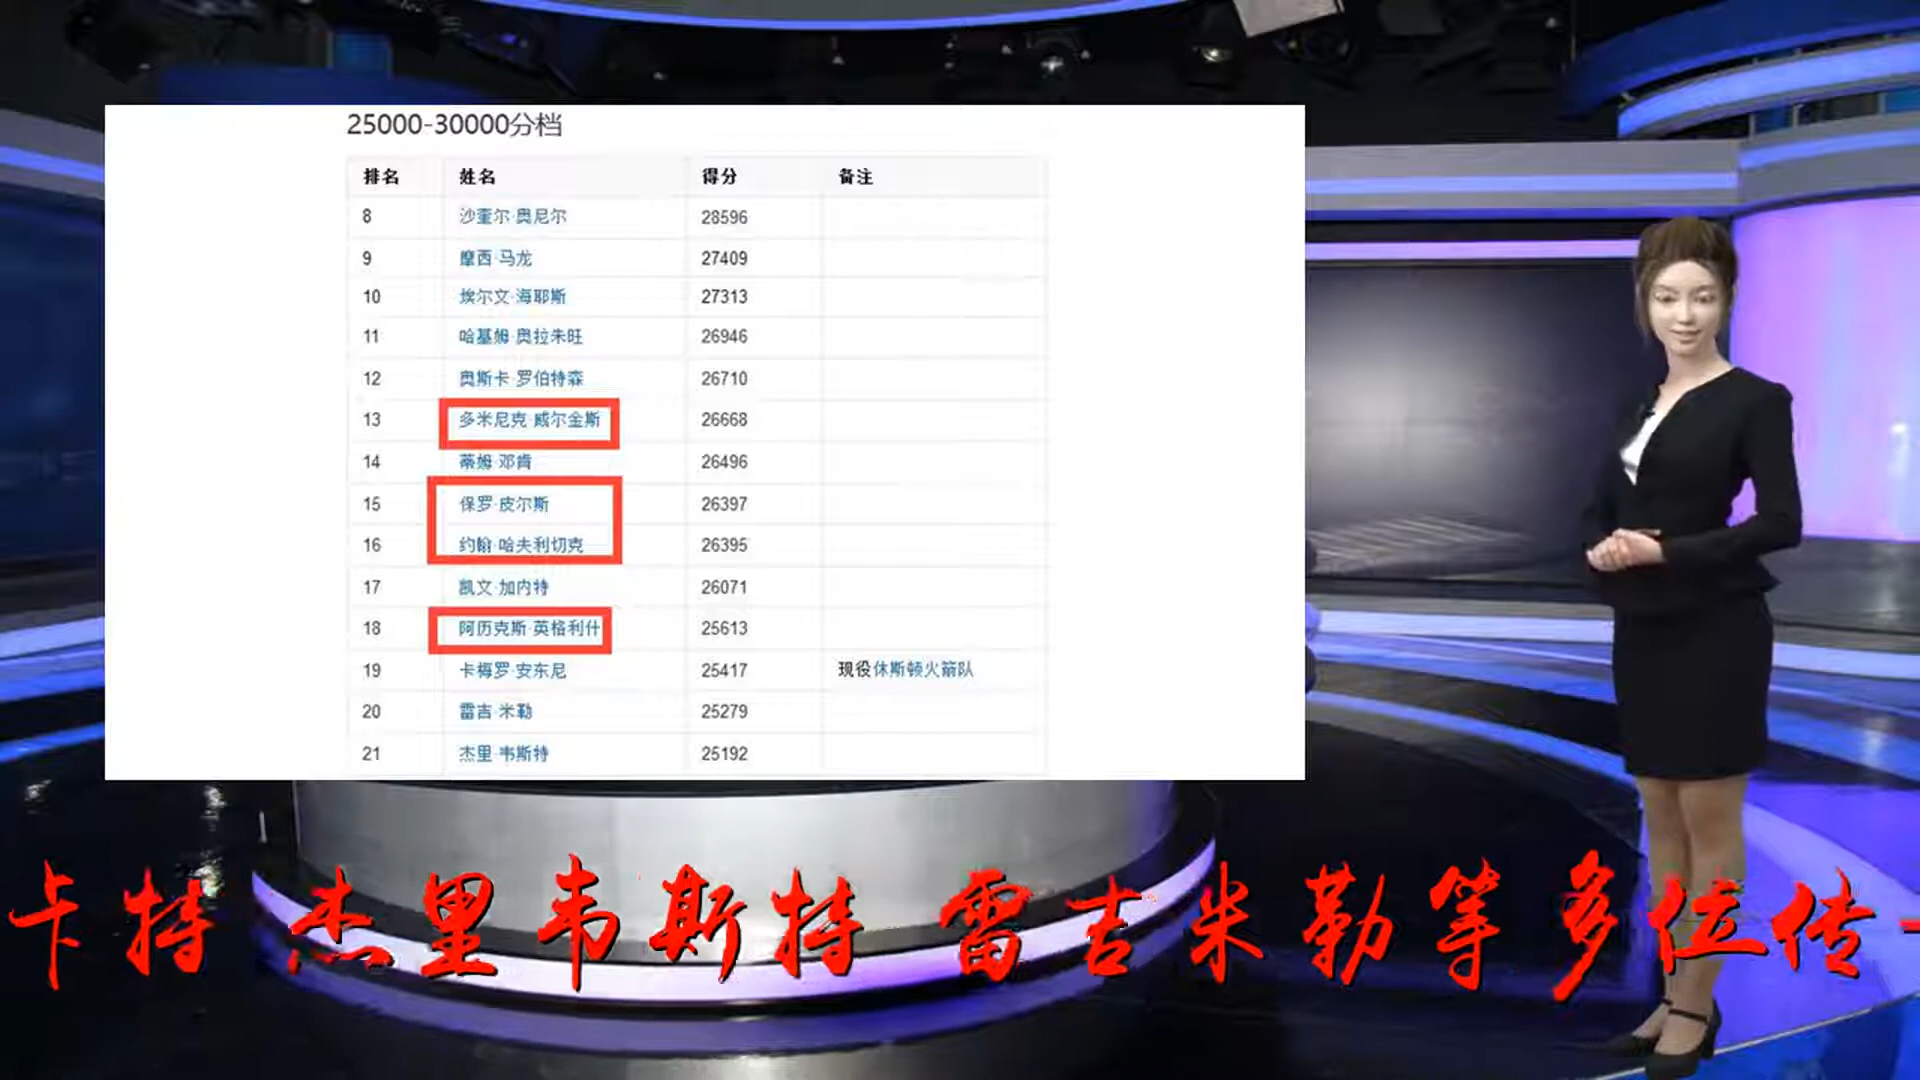 25000-30000分档
排名 姓名 得分 备注
8 沙奎尔·奥尼尔 28596
9 摩西·马龙 27409
10 埃尔文·海耶斯 27313
11 哈基姆·奥拉朱旺 26946
12 奥斯卡·罗伯特森 26710
13 多米尼克·威尔金斯 26668
14 蒂姆·邓肯 26496
15 保罗·皮尔斯 26397
16 约翰·哈夫利切克 26395
17 凯文·加内特 26071
18 阿历克斯·英格利什 25613
19 卡梅罗·安东尼 25417 现役休斯顿火箭队
20 雷吉·米勒 25279
21 杰里·韦斯特 25192
卡特 杰里韦斯特 雷吉米勒等多位传